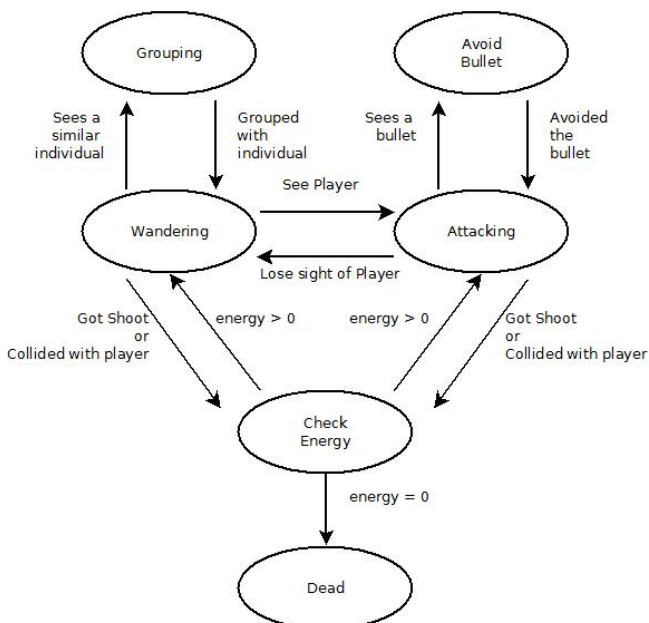 Grouping
Avoid
Bullet
Sees a
similar
individual
Grouped
with
individual
Sees a
bullet
Avoided
the
bullet
See Player
Wandering
Attacking
Lose sight of Player
Got Shoot
or
Collided with player
energy > 0
energy > 0
Got Shoot
or
Collided with player
Check
Energy
energy = 0
Dead